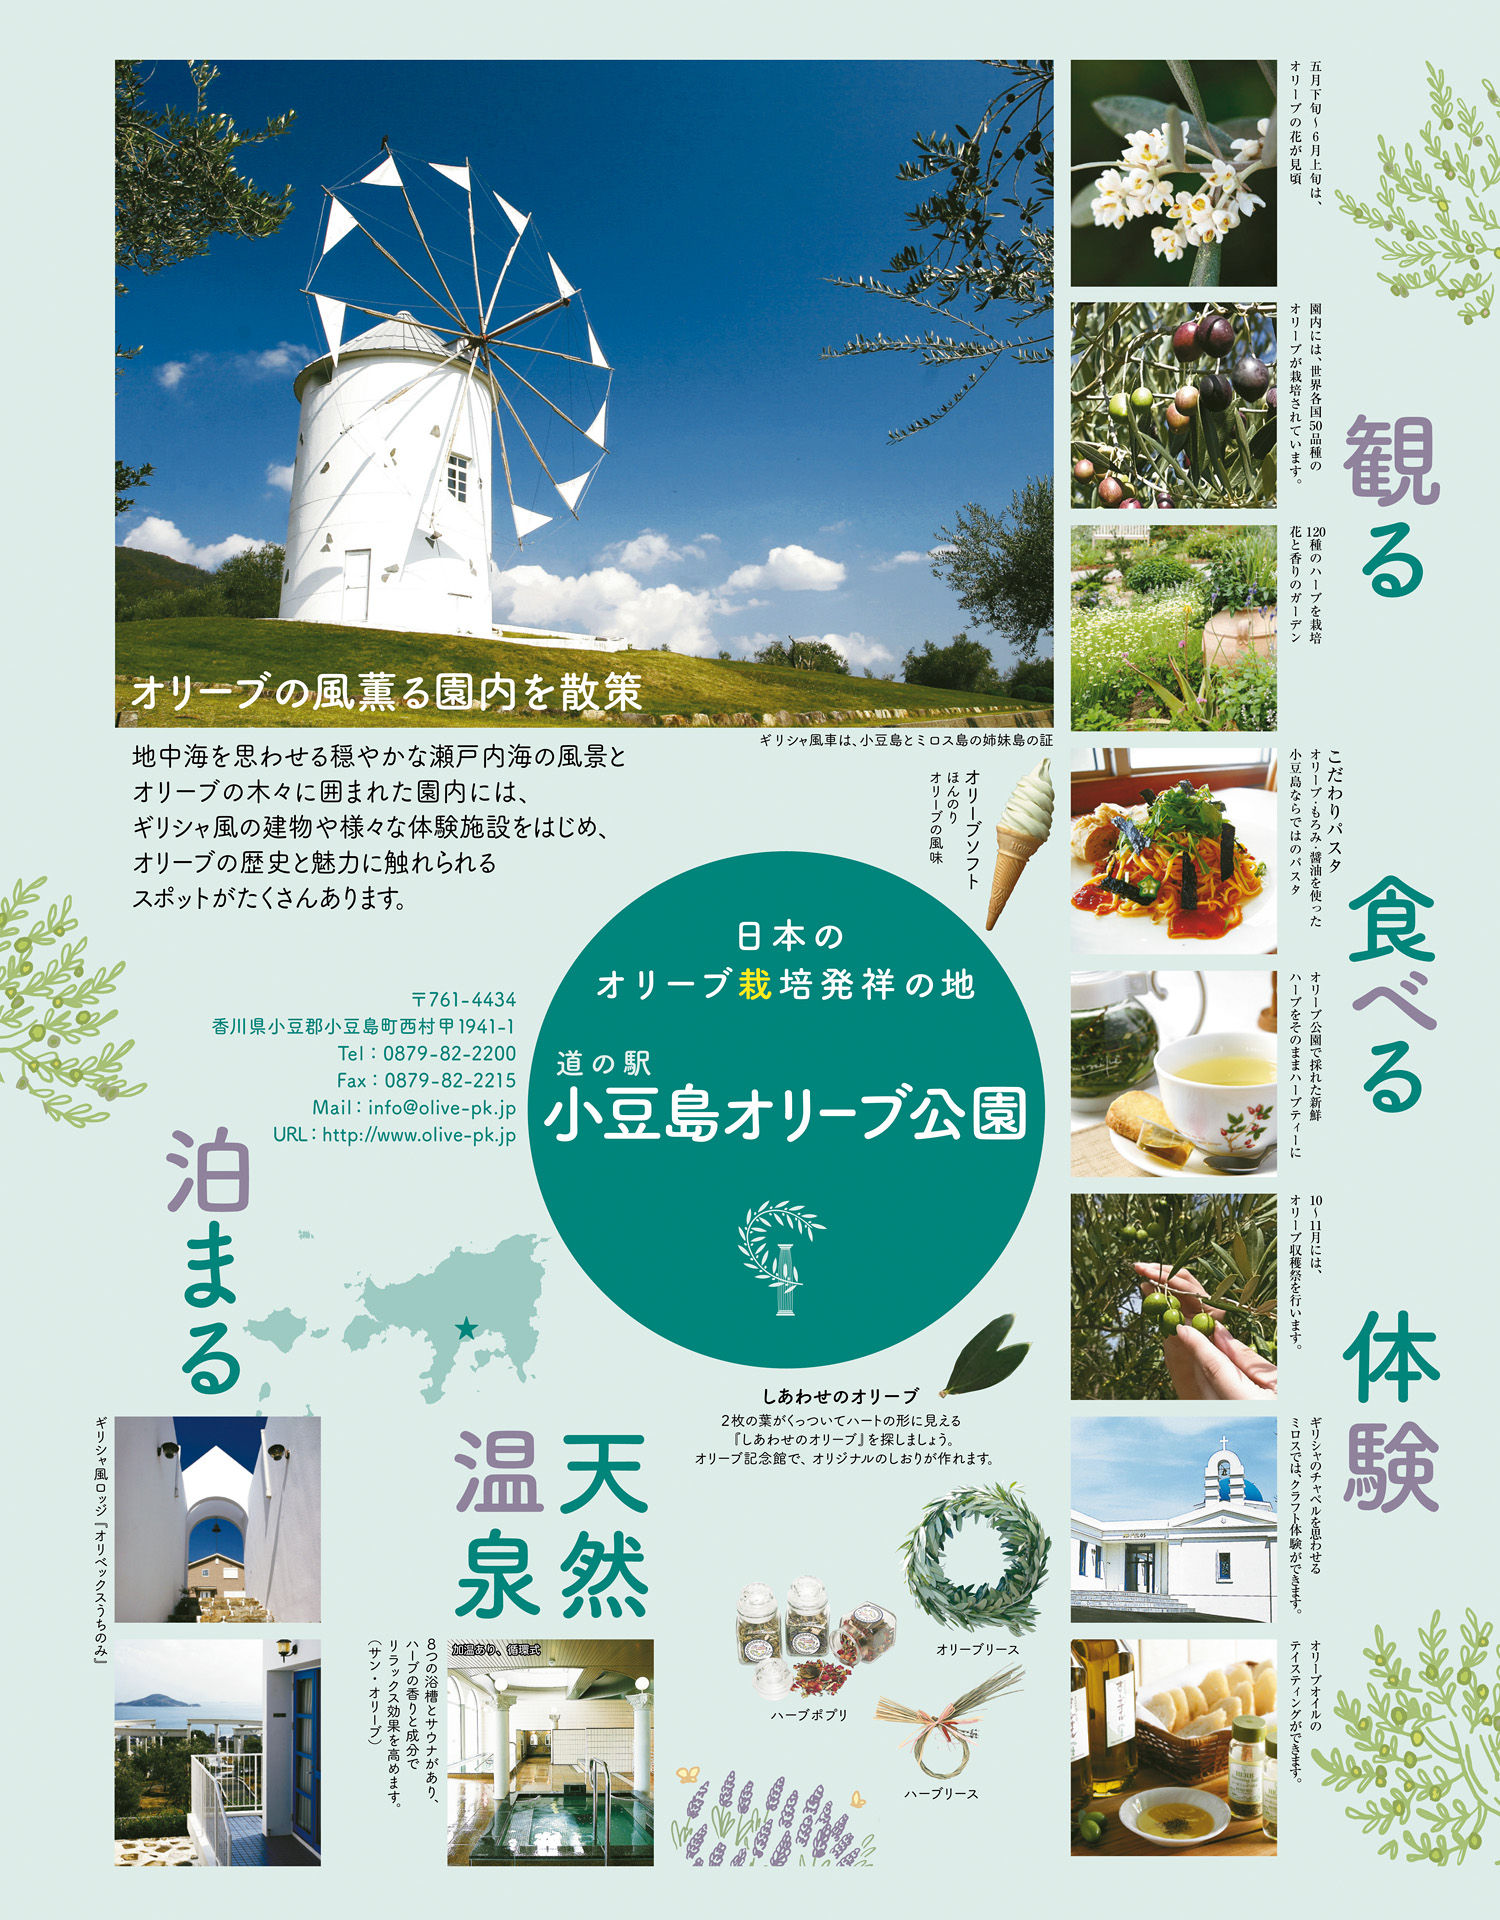 オリーブの風薫る園内を散策
ギリシャ風車は、小豆島とミロス島の姉妹島の証
地中海を思わせる穏やかな瀬戸内海の風景と
オリーブの木々に囲まれた園内には、
ギリシャ風の建物や様々な体験施設をはじめ、
オリーブの歴史と魅力に触れられる
スポットがたくさんあります。
オリーブソフト
ほんのり
オリーブの風味
日本の
オリーブ栽培発祥の地
道の駅
小豆島オリーブ公園
〒761-4434
香川県小豆郡小豆島町西村甲1941-1
Tel：0879-82-2200
Fax：0879-82-2215
Mail：info@olive-pk.jp
URL：http://www.olive-pk.jp
観る
五月下旬〜6月上旬は、
オリーブの花が見頃
園内には、世界各国50品種の
オリーブが栽培されています。
120種のハーブを栽培
花と香りのガーデン
食べる
こだわりパスタ
オリーブ・もろみ・醤油を使った
小豆島ならではのパスタ
オリーブ公園で採れた新鮮
ハーブをそのままハーブティーに
体験
10〜11月には、
オリーブ収穫祭を行います。
ギリシャのチャペルを思わせる
ミロスでは、クラフト体験ができます。
オリーブオイルの
テイスティングができます。
しあわせのオリーブ
2枚の葉がくっついてハートの形に見える
『しあわせのオリーブ』を探しましょう。
オリーブ記念館で、オリジナルのしおりが作れます。
オリーブリース
ハーブポプリ
ハーブリース
天然
温泉
加温あり、循環式
8つの浴槽とサウナがあり、
ハーブの香りと成分で
リラックス効果を高めます。
（サン・オリーブ）
泊まる
ギリシャ風ロッジ『オリベックスうちのみ』